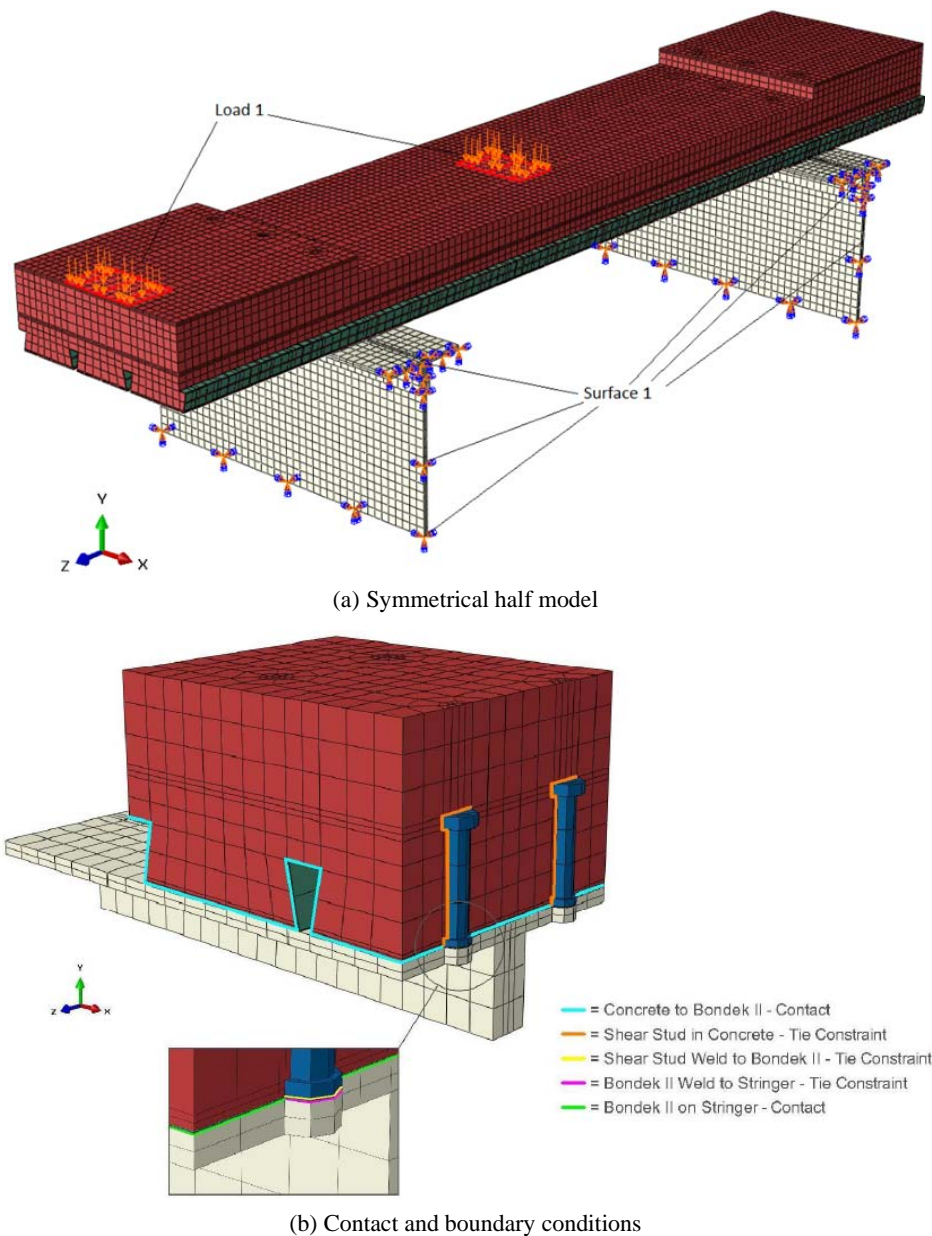 Load 1
Surface 1
Y
Z
X
(a) Symmetrical half model
Y
Z
X
= Concrete to Bondek II - Contact
= Shear Stud in Concrete - Tie Constraint
= Shear Stud Weld to Bondek II - Tie Constraint
= Bondek II Weld to Stringer - Tie Constraint
= Bondek II on Stringer - Contact
(b) Contact and boundary conditions